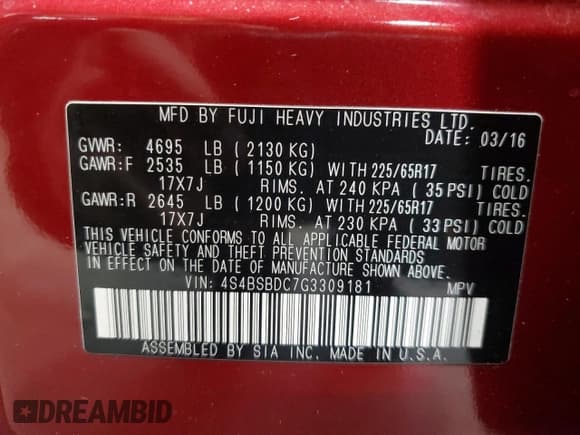 MFD BY FUJI HEAVY INDUSTRIES LTD.
DATE: 03/16
GVWR: 4695 LB ( 2130 KG)
GAWR:F 2535 LB ( 1150 KG) WITH 225/65R17 TIRES.
17X7J RIMS. AT 240 KPA ( 35 PSI) COLD
GAWR:R 2645 LB ( 1200 KG) WITH 225/65R17 TIRES.
17X7J RIMS. AT 230 KPA ( 33 PSI) COLD
THIS VEHICLE CONFORMS TO ALL APPLICABLE FEDERAL MOTOR
VEHICLE SAFETY AND THEFT PREVENTION STANDARDS
IN EFFECT ON THE DATE OF MANUFACTURE SHOWN ABOVE.
VIN: 4S4BSBDC7G3309181 MPV
ASSEMBLED BY SIA INC. MADE IN U.S.A.
DREAMBID